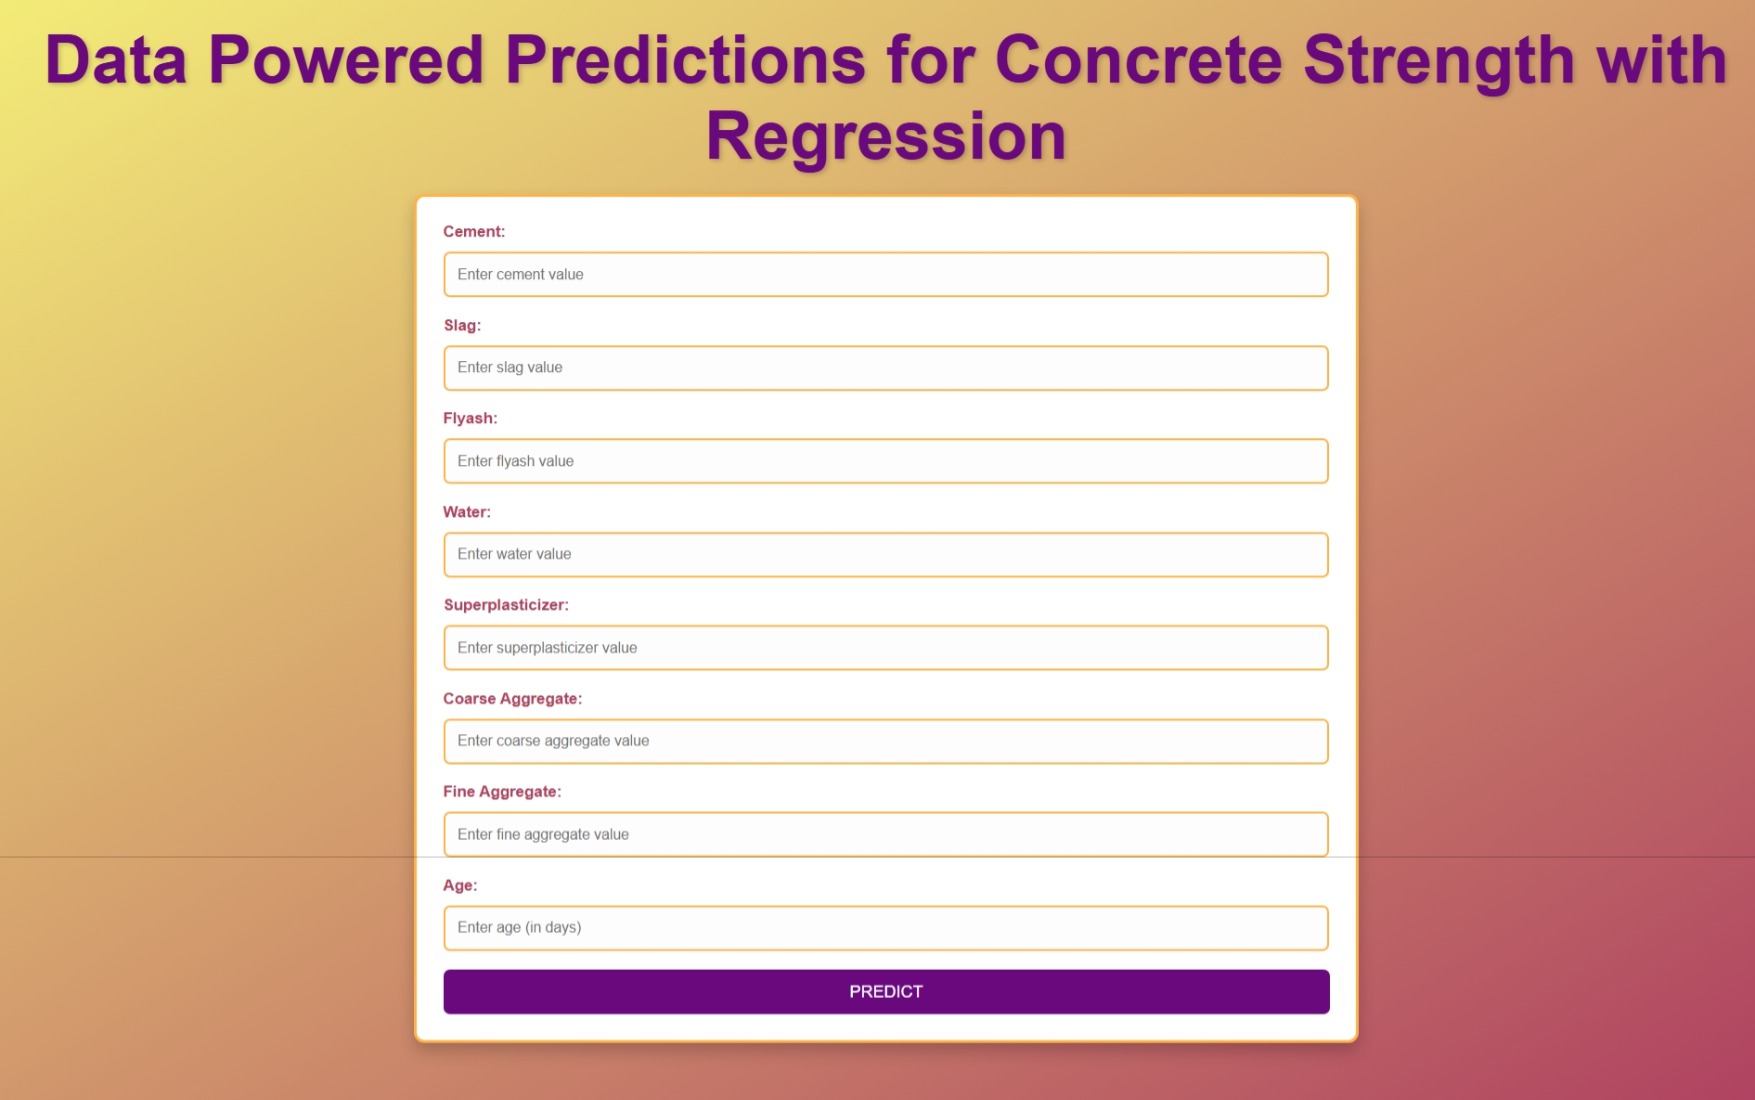 Data Powered Predictions for Concrete Strength with
Regression
Cement:
Enter cement value
Slag:
Enter slag value
Flyash:
Enter flyash value
Water:
Enter water value
Superplasticizer:
Enter superplasticizer value
Coarse Aggregate:
Enter coarse aggregate value
Fine Aggregate:
Enter fine aggregate value
Age:
Enter age (in days)
PREDICT